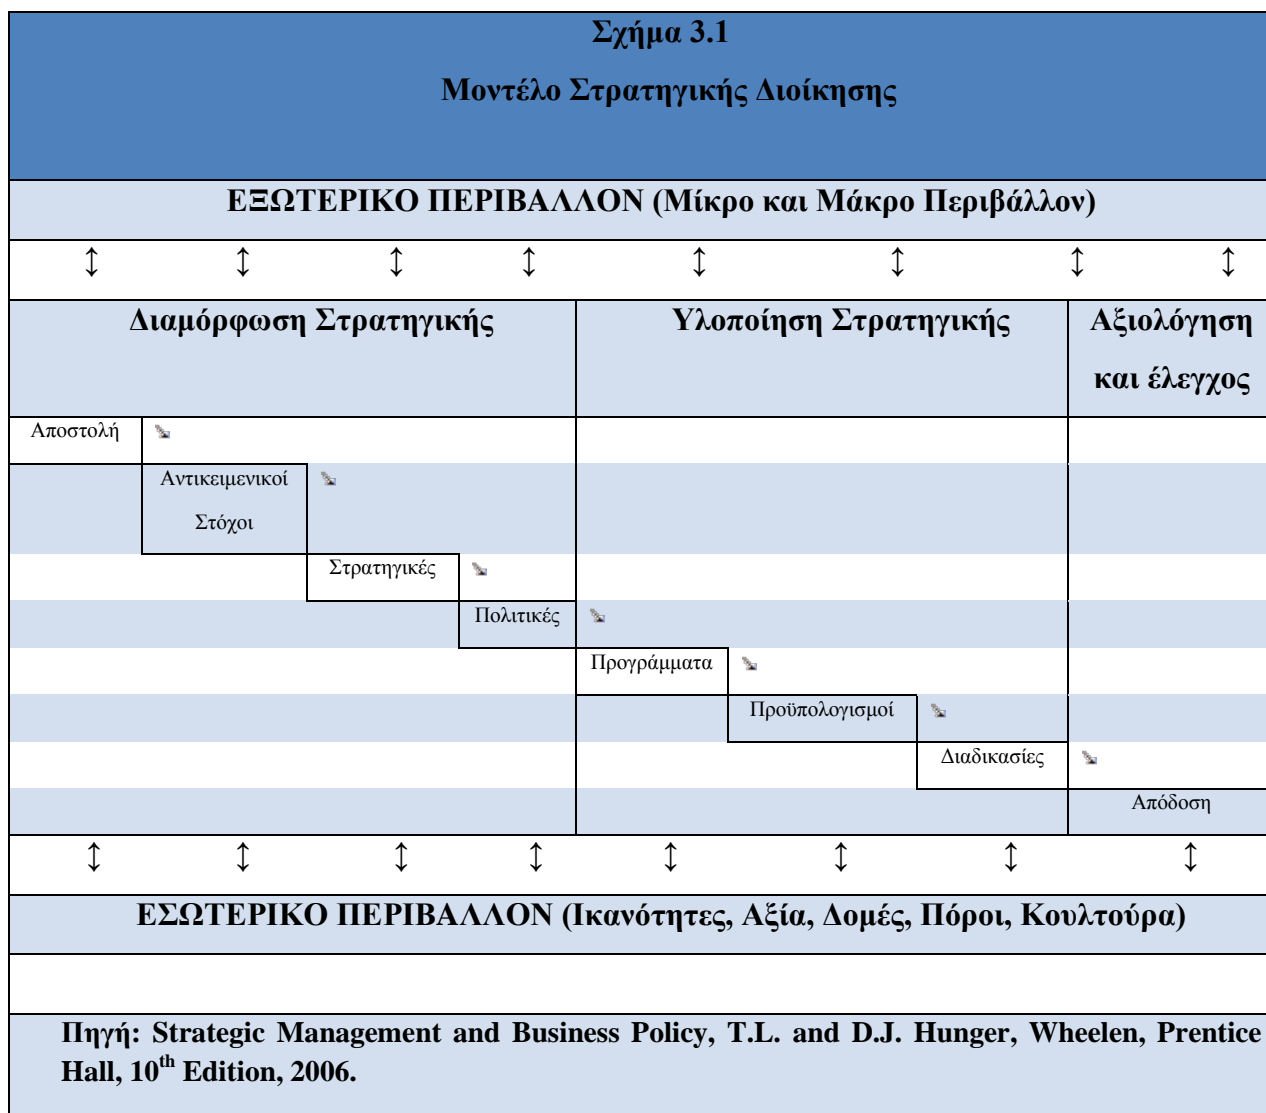 Σχήμα 3.1
Μοντέλο Στρατηγικής Διοίκησης
ΕΞΩΤΕΡΙΚΟ ΠΕΡΙΒΑΛΛΟΝ (Μίκρο και Μάκρο Περιβάλλον)
↕ ↕ ↕ ↕ ↕ ↕ ↕ ↕
Διαμόρφωση Στρατηγικής
Υλοποίηση Στρατηγικής
Αξιολόγηση
και έλεγχος
Αποστολή
Αντικειμενικοί
Στόχοι
Στρατηγικές
Πολιτικές
Προγράμματα
Προϋπολογισμοί
Διαδικασίες
Απόδοση
↕ ↕ ↕ ↕ ↕ ↕ ↕ ↕
ΕΣΩΤΕΡΙΚΟ ΠΕΡΙΒΑΛΛΟΝ (Ικανότητες, Αξία, Δομές, Πόροι, Κουλτούρα)
Πηγή: Strategic Management and Business Policy, T.L. and D.J. Hunger, Wheelen, Prentice
Hall, 10th Edition, 2006.